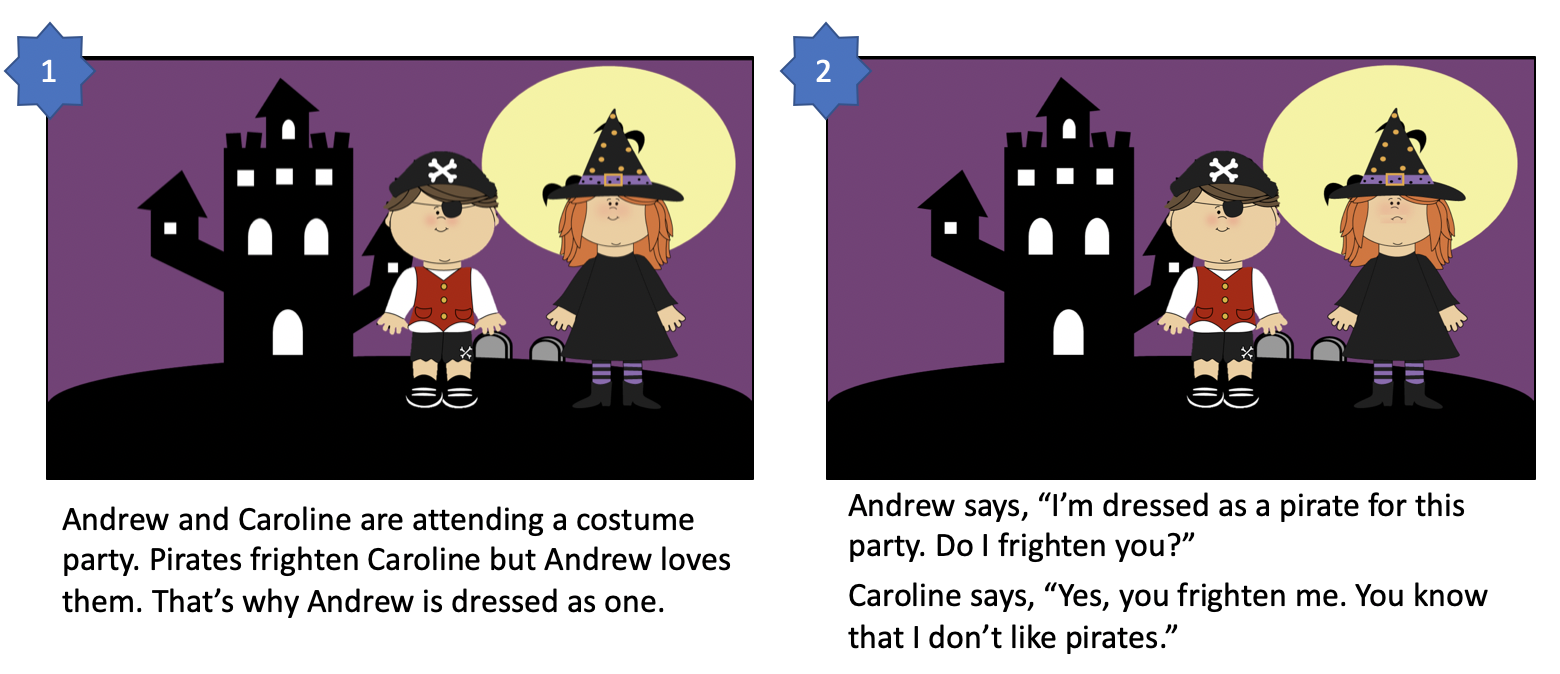 1
Andrew and Caroline are attending a costume
party. Pirates frighten Caroline but Andrew loves
them. That’s why Andrew is dressed as one.
2
Andrew says, “I’m dressed as a pirate for this
party. Do I frighten you?”
Caroline says, “Yes, you frighten me. You know
that I don’t like pirates.”